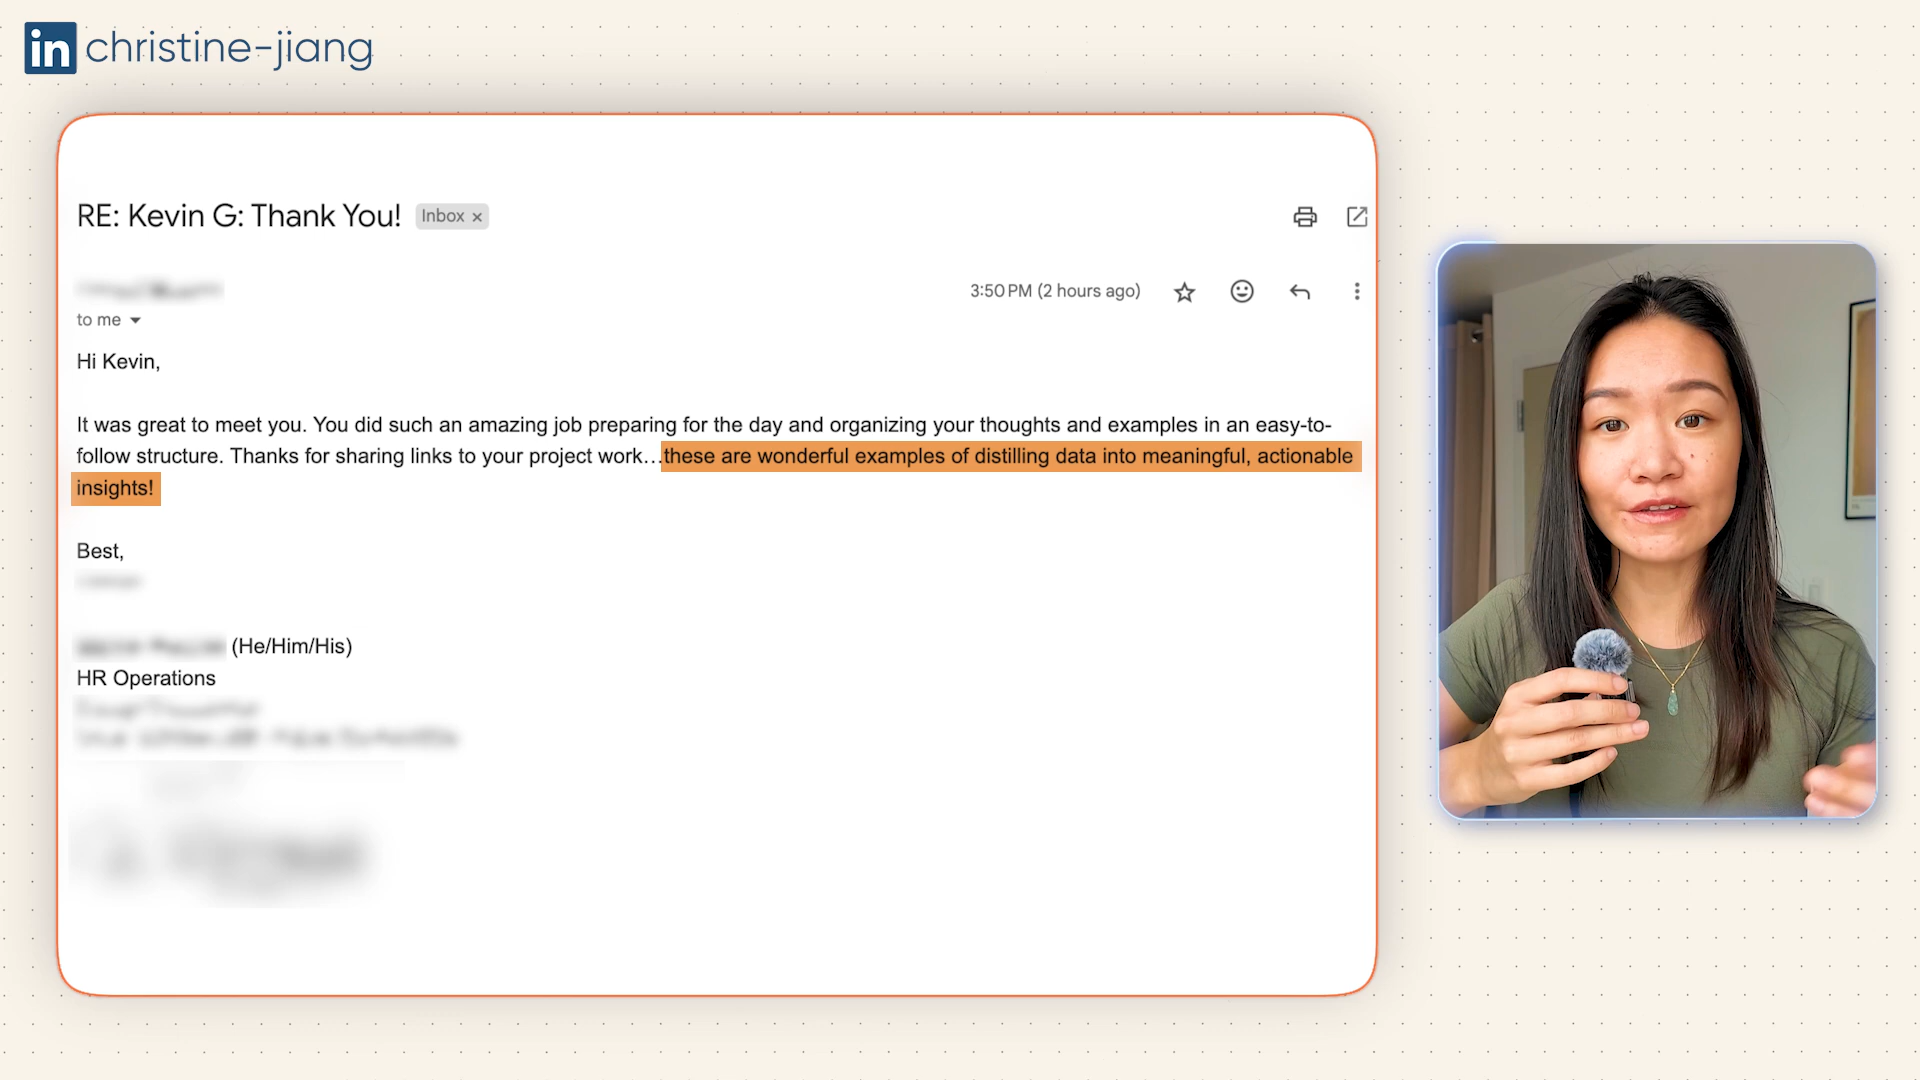 in christine-jiang
RE: Kevin G: Thank You! Inbox x
3:50 PM (2 hours ago)
to me
Hi Kevin,
It was great to meet you. You did such an amazing job preparing for the day and organizing your thoughts and examples in an easy-to-
follow structure. Thanks for sharing links to your project work…these are wonderful examples of distilling data into meaningful, actionable
insights!
Best,
(He/Him/His)
HR Operations